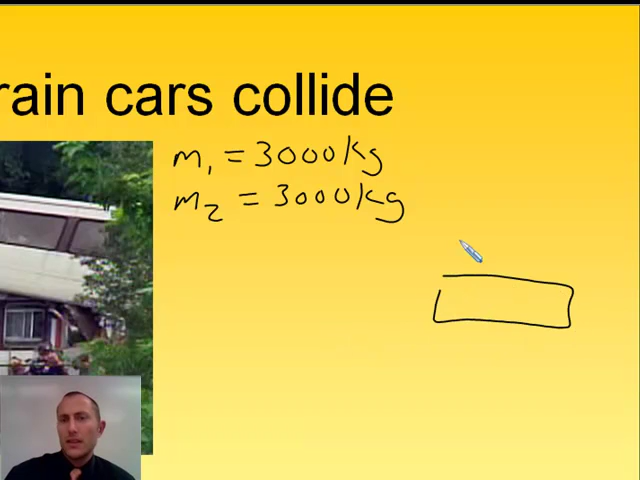 rain cars collide
m₁ = 3000kg
m₂ = 3000kg